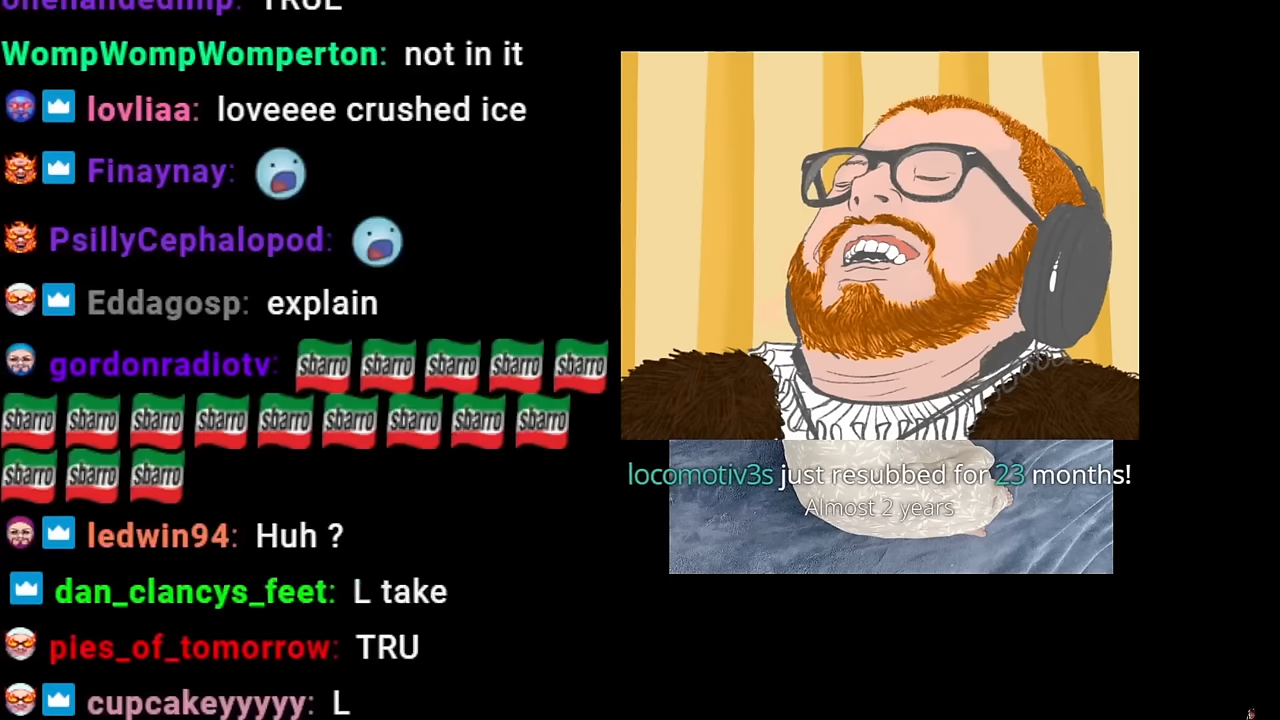 onehandedimp: TRUE
WompWompWomperton: not in it
lovliaa: loveeee crushed ice
Finaynay:
PsillyCephalopod:
Eddagosp: explain
gordonradiotv: sbarro sbarro sbarro sbarro sbarro
sbarro sbarro sbarro sbarro sbarro sbarro sbarro sbarro sbarro
sbarro sbarro sbarro
ledwin94: Huh ?
dan_clancys_feet: L take
pies_of_tomorrow: TRU
cupcakeyyyyy: L
locomotiv3s just resubbed for 23 months!
Almost 2 years